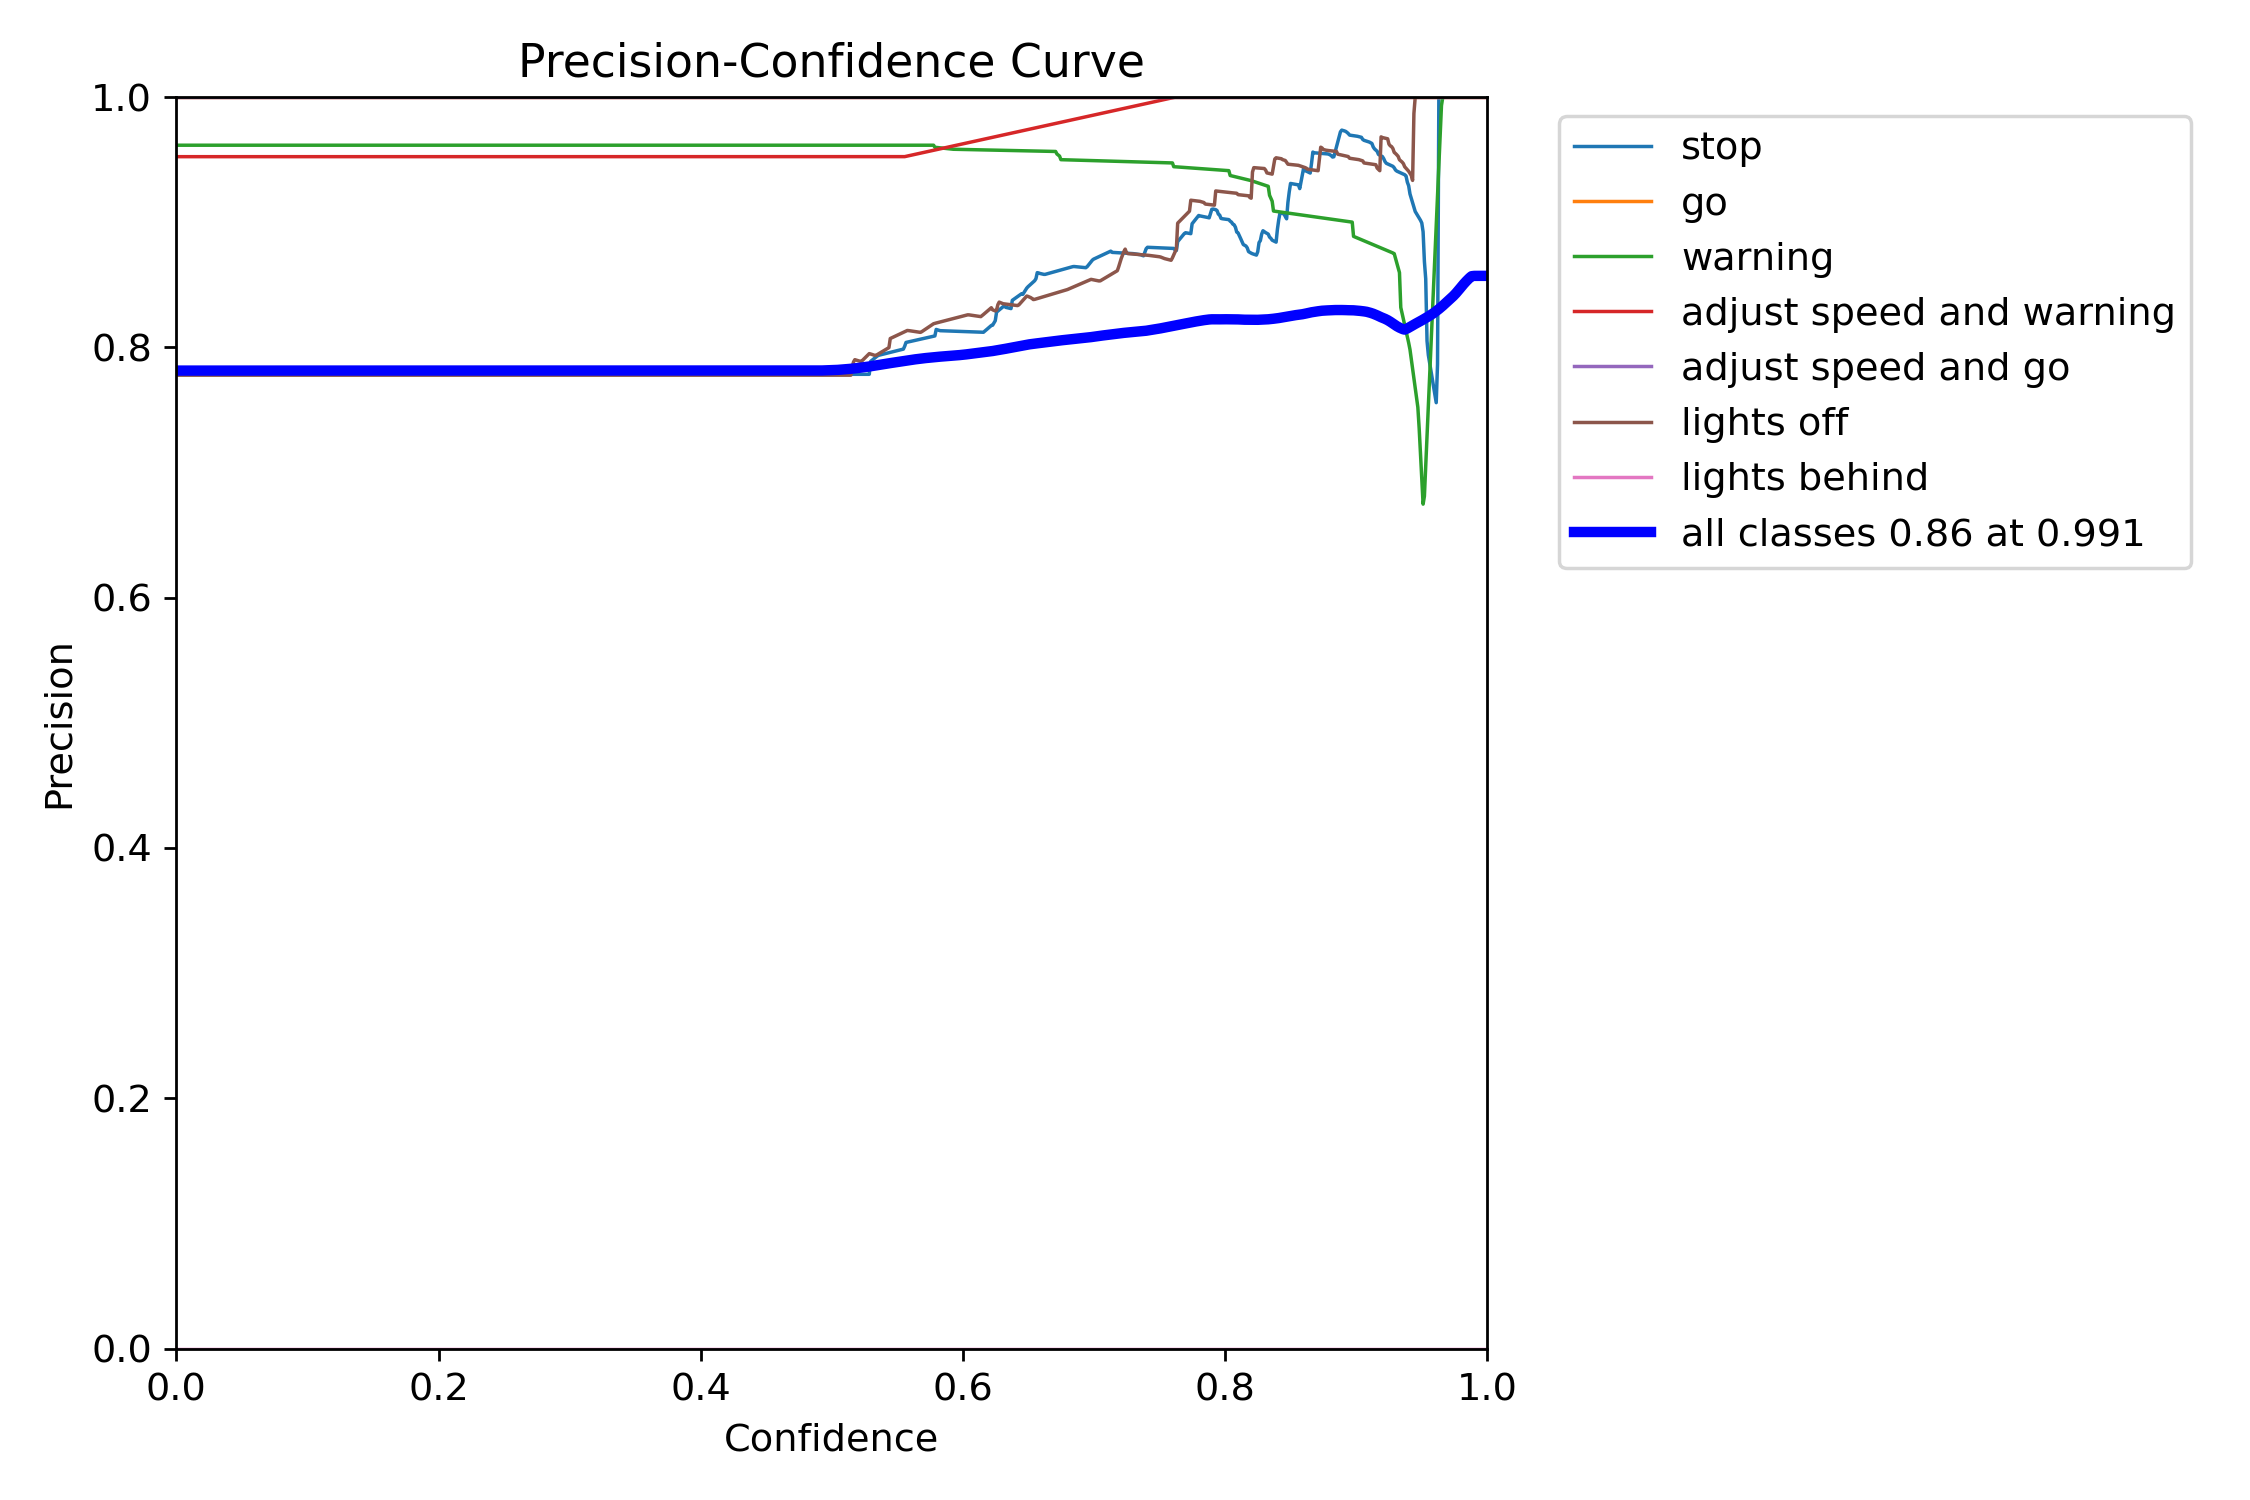 Precision-Confidence Curve
1.0
0.8
0.6
0.4
0.2
0.0
Precision
0.0 0.2 0.4 0.6 0.8 1.0
Confidence
stop
go
warning
adjust speed and warning
adjust speed and go
lights off
lights behind
all classes 0.86 at 0.991